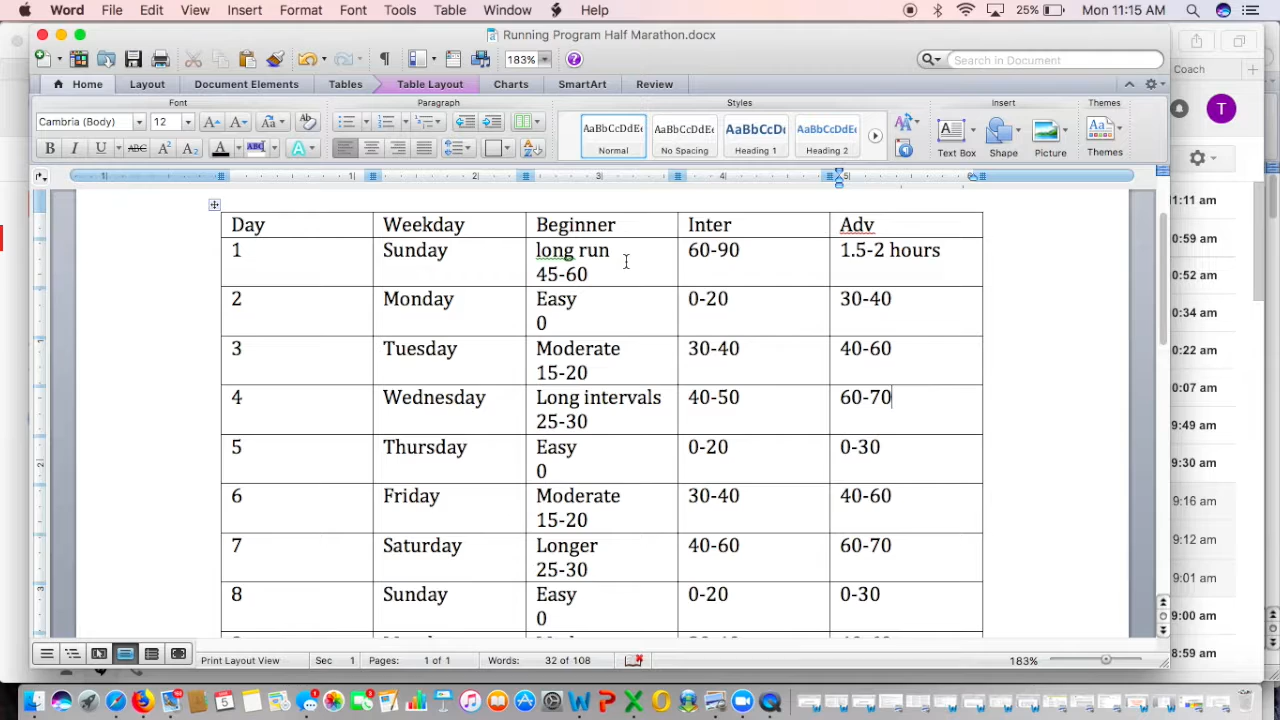 Word File Edit View Insert Format Font Tools Table Window Help 25% Mon 11:15 AM
Running Program Half Marathon.docx
183% Search in Document
Coach
Home Layout Document Elements Tables Table Layout Charts SmartArt Review
Font Paragraph Styles Insert Themes
T
Cambria (Body) 12
AaBbCcDdEe AaBbCcDdEe AaBbCcDc AaBbCcDdEe
Normal No Spacing Heading 1 Heading 2
Text Box Shape Picture Themes
Day Weekday Beginner Inter Adv
1 Sunday long run 60-90 1.5-2 hours
45-60
2 Monday Easy 0-20 30-40
0
3 Tuesday Moderate 30-40 40-60
15-20
4 Wednesday Long intervals 40-50 60-70
25-30
5 Thursday Easy 0-20 0-30
0
6 Friday Moderate 30-40 40-60
15-20
7 Saturday Longer 40-60 60-70
25-30
8 Sunday Easy 0-20 0-30
0
11:11 am
0:59 am
0:52 am
0:34 am
0:22 am
0:07 am
9:49 am
9:30 am
9:16 am
9:12 am
9:01 am
9:00 am
8:59 am
Print Layout View Sec 1 Pages: 1 of 1 Words: 32 of 108 183%